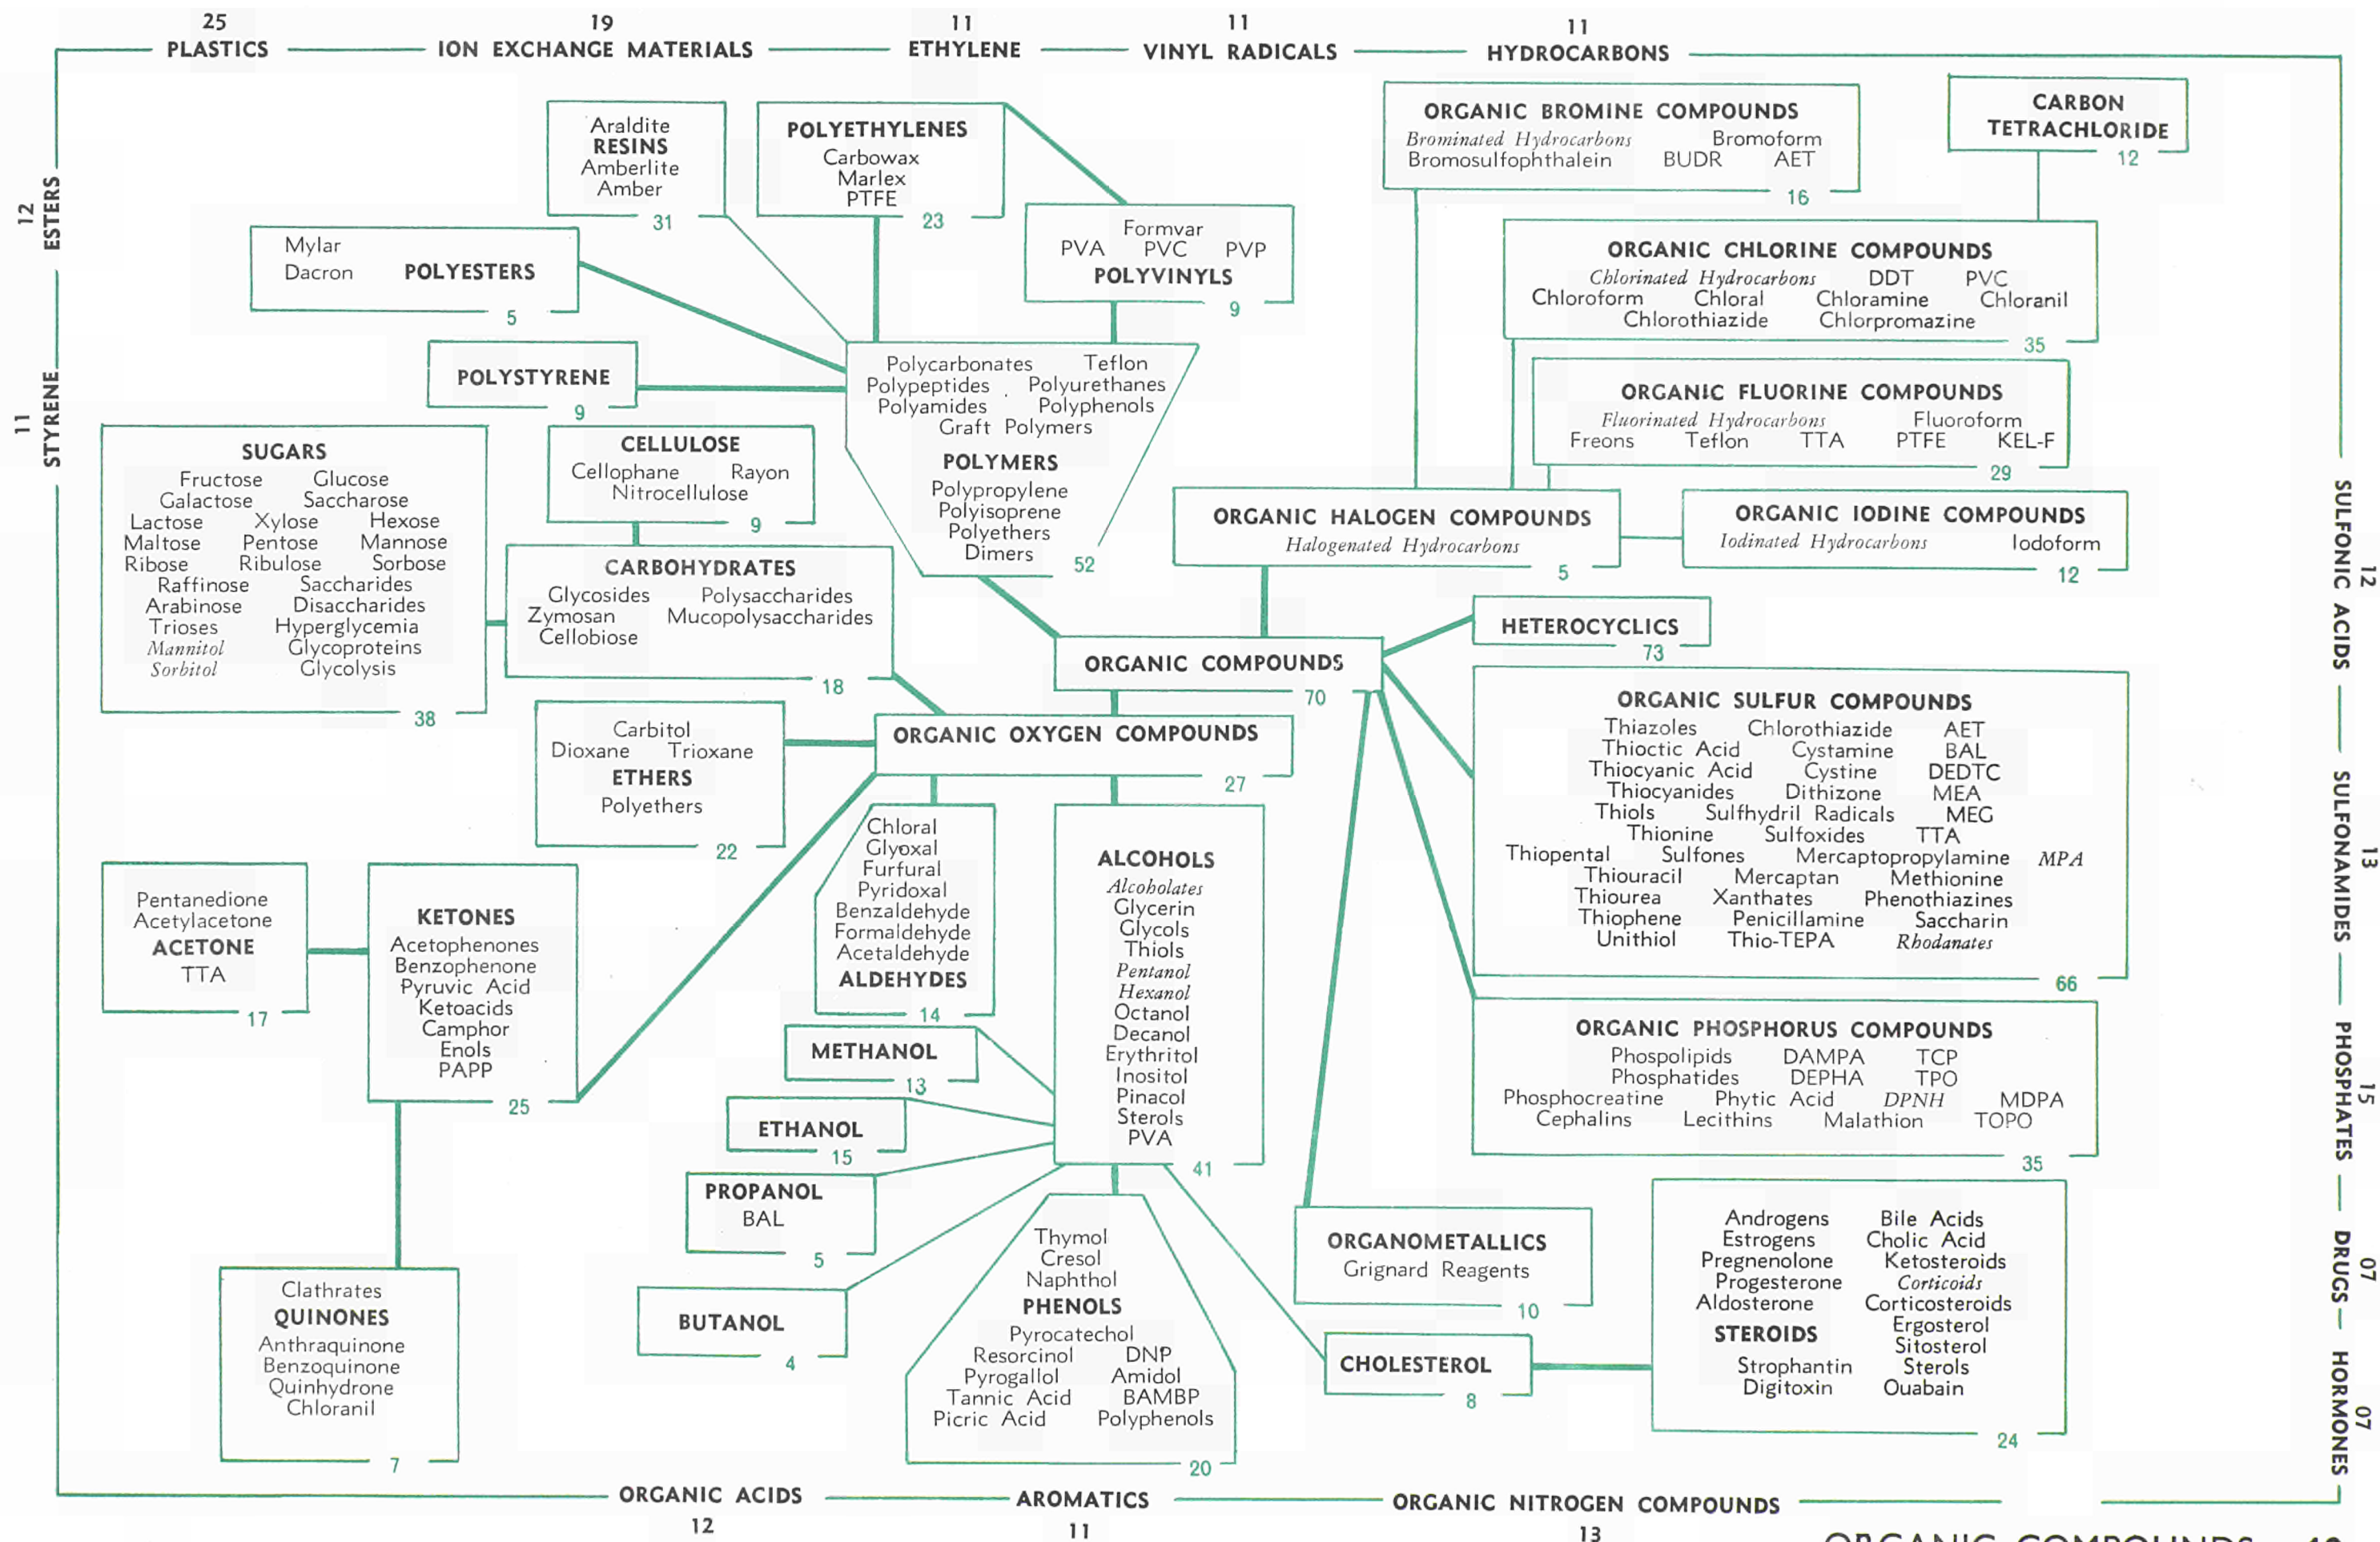 25 19 11 11 11
PLASTICS ION EXCHANGE MATERIALS ETHYLENE VINYL RADICALS HYDROCARBONS
12
ESTERS
11
STYRENE
Araldite
RESINS
Amberlite
Amber
31
POLYETHYLENES
Carbowax
Marlex
PTFE
23
Formvar
PVA PVC PVP
POLYVINYLS
9
ORGANIC BROMINE COMPOUNDS
Brominated Hydrocarbons Bromoform
Bromosulfophthalein BUDR AET
16
CARBON
TETRACHLORIDE
12
Mylar
Dacron POLYESTERS
5
ORGANIC CHLORINE COMPOUNDS
Chlorinated Hydrocarbons DDT PVC
Chloroform Chloral Chloramine Chloranil
Chlorothiazide Chlorpromazine
35
POLYSTYRENE
9
Polycarbonates Teflon
Polypeptides Polyurethanes
Polyamides Polyphenols
Graft Polymers
POLYMERS
Polypropylene
Polyisoprene
Polyethers
Dimers
52
ORGANIC FLUORINE COMPOUNDS
Fluorinated Hydrocarbons Fluoroform
Freons Teflon TTA PTFE KEL-F
29
SUGARS
Fructose Glucose
Galactose Saccharose
Lactose Xylose Hexose
Maltose Pentose Mannose
Ribose Ribulose Sorbose
Raffinose Saccharides
Arabinose Disaccharides
Trioses Hyperglycemia
Mannitol Glycoproteins
Sorbitol Glycolysis
38
CELLULOSE
Cellophane Rayon
Nitrocellulose
9
CARBOHYDRATES
Glycosides Polysaccharides
Zymosan Mucopolysaccharides
Cellobiose
18
ORGANIC HALOGEN COMPOUNDS
Halogenated Hydrocarbons
5
ORGANIC IODINE COMPOUNDS
Iodinated Hydrocarbons Iodoform
12
HETEROCYCLICS
73
ORGANIC COMPOUNDS
70
ORGANIC OXYGEN COMPOUNDS
27
Carbitol
Dioxane Trioxane
ETHERS
Polyethers
22
ORGANIC SULFUR COMPOUNDS
Thiazoles Chlorothiazide AET
Thioctic Acid Cystamine BAL
Thiocyanic Acid Cystine DEDTC
Thiocyanides Dithizone MEA
Thiols Sulfhydril Radicals MEG
Thionine Sulfoxides TTA
Thiopental Sulfones Mercaptopropylamine MPA
Thiouracil Mercaptan Methionine
Thiourea Xanthates Phenothiazines
Thiophene Penicillamine Saccharin
Unithiol Thio-TEPA Rhodanates
66
Chloral
Glyoxal
Furfural
Pyridoxal
Benzaldehyde
Formaldehyde
Acetaldehyde
ALDEHYDES
14
ALCOHOLS
Alcoholates
Glycerin
Glycols
Thiols
Pentanol
Hexanol
Octanol
Decanol
Erythritol
Inositol
Pinacol
Sterols
PVA
41
Pentanedione
Acetylacetone
ACETONE
TTA
17
KETONES
Acetophenones
Benzophenone
Pyruvic Acid
Ketoacids
Camphor
Enols
PAPP
25
METHANOL
13
ETHANOL
15
PROPANOL
BAL
5
BUTANOL
4
ORGANIC PHOSPHORUS COMPOUNDS
Phospolipids DAMPA TCP
Phosphatides DEPHA TPO
Phosphocreatine Phytic Acid DPNH MDPA
Cephalins Lecithins Malathion TOPO
35
Thymol
Cresol
Naphthol
PHENOLS
Pyrocatechol
Resorcinol DNP
Pyrogallol Amidol
Tannic Acid BAMBP
Picric Acid Polyphenols
20
ORGANOMETALLICS
Grignard Reagents
10
CHOLESTEROL
8
Androgens Bile Acids
Estrogens Cholic Acid
Pregnenolone Ketosteroids
Progesterone Corticoids
Aldosterone Corticosteroids
Ergosterol
STEROIDS
Sitosterol
Strophantin Sterols
Digitoxin Ouabain
24
Clathrates
QUINONES
Anthraquinone
Benzoquinone
Quinhydrone
Chloranil
7
SULFONIC ACIDS
12
SULFONAMIDES
13
PHOSPHATES
15
DRUGS
07
HORMONES
07
ORGANIC ACIDS AROMATICS ORGANIC NITROGEN COMPOUNDS
12 11 13
ORGANIC COMPOUNDS